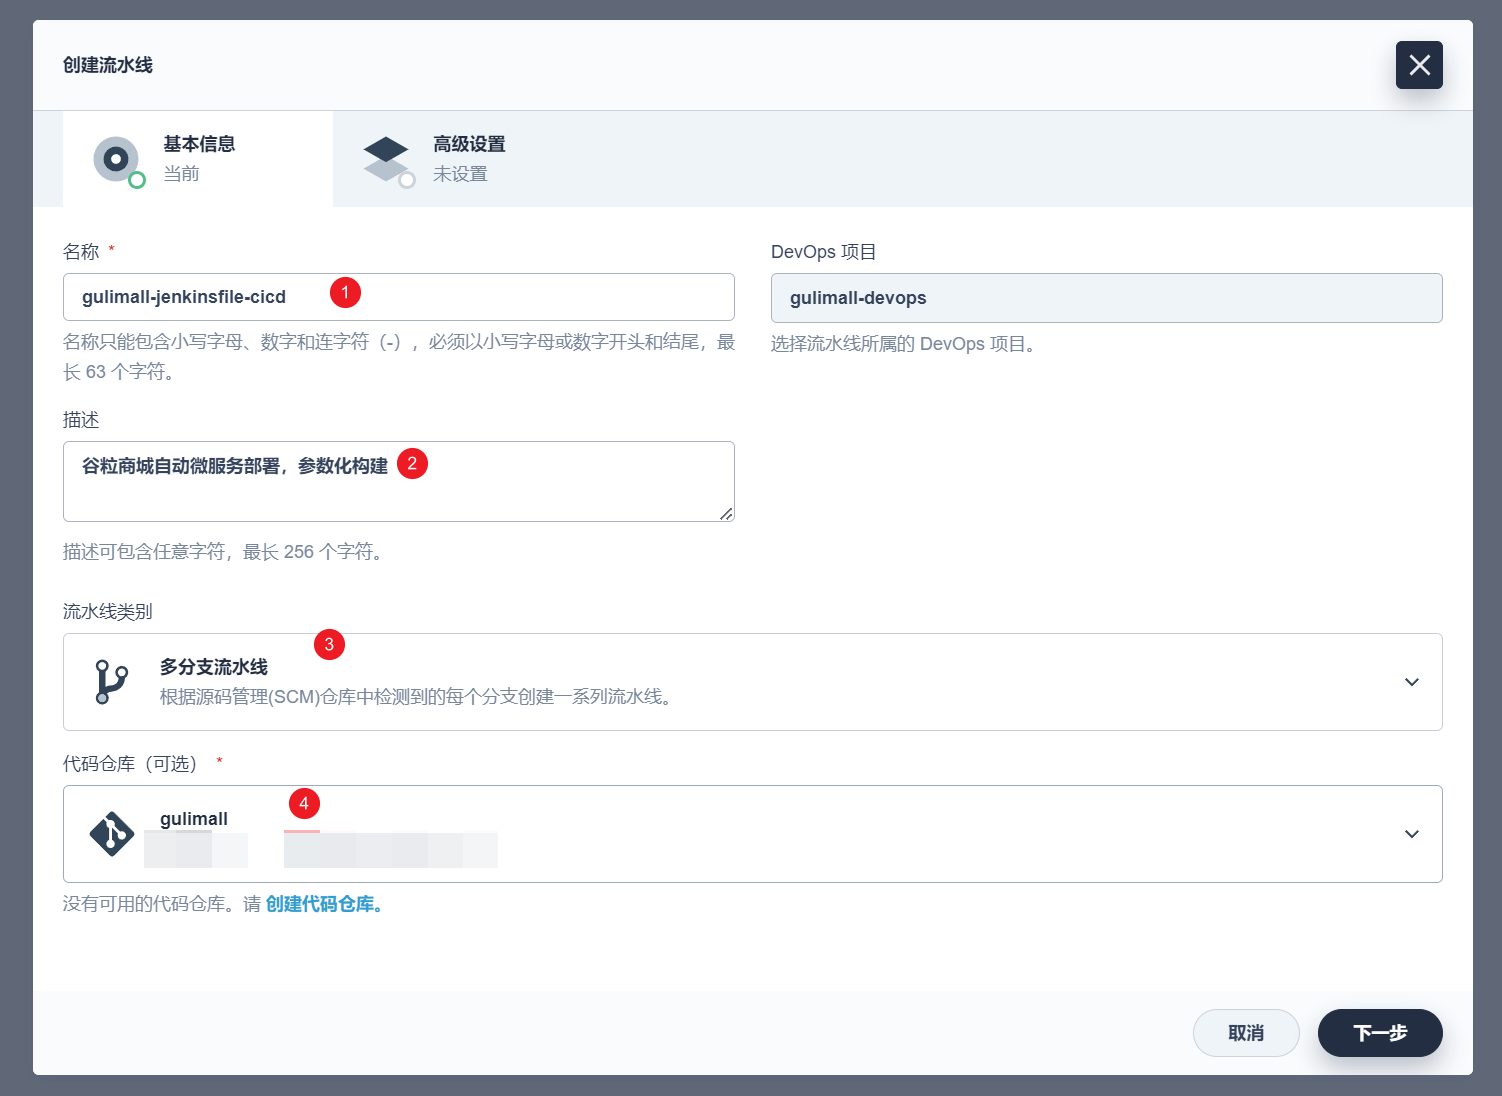 创建流水线
基本信息
当前
高级设置
未设置
名称 *
gulimall-jenkinsfile-cicd
1
名称只能包含小写字母、数字和连字符（-），必须以小写字母或数字开头和结尾，最
长 63 个字符。
DevOps 项目
gulimall-devops
选择流水线所属的 DevOps 项目。
描述
谷粒商城自动微服务部署，参数化构建
2
描述可包含任意字符，最长 256 个字符。
流水线类别
3
多分支流水线
根据源码管理(SCM)仓库中检测到的每个分支创建一系列流水线。
代码仓库（可选） *
gulimall
4
没有可用的代码仓库。请 创建代码仓库。
取消
下一步